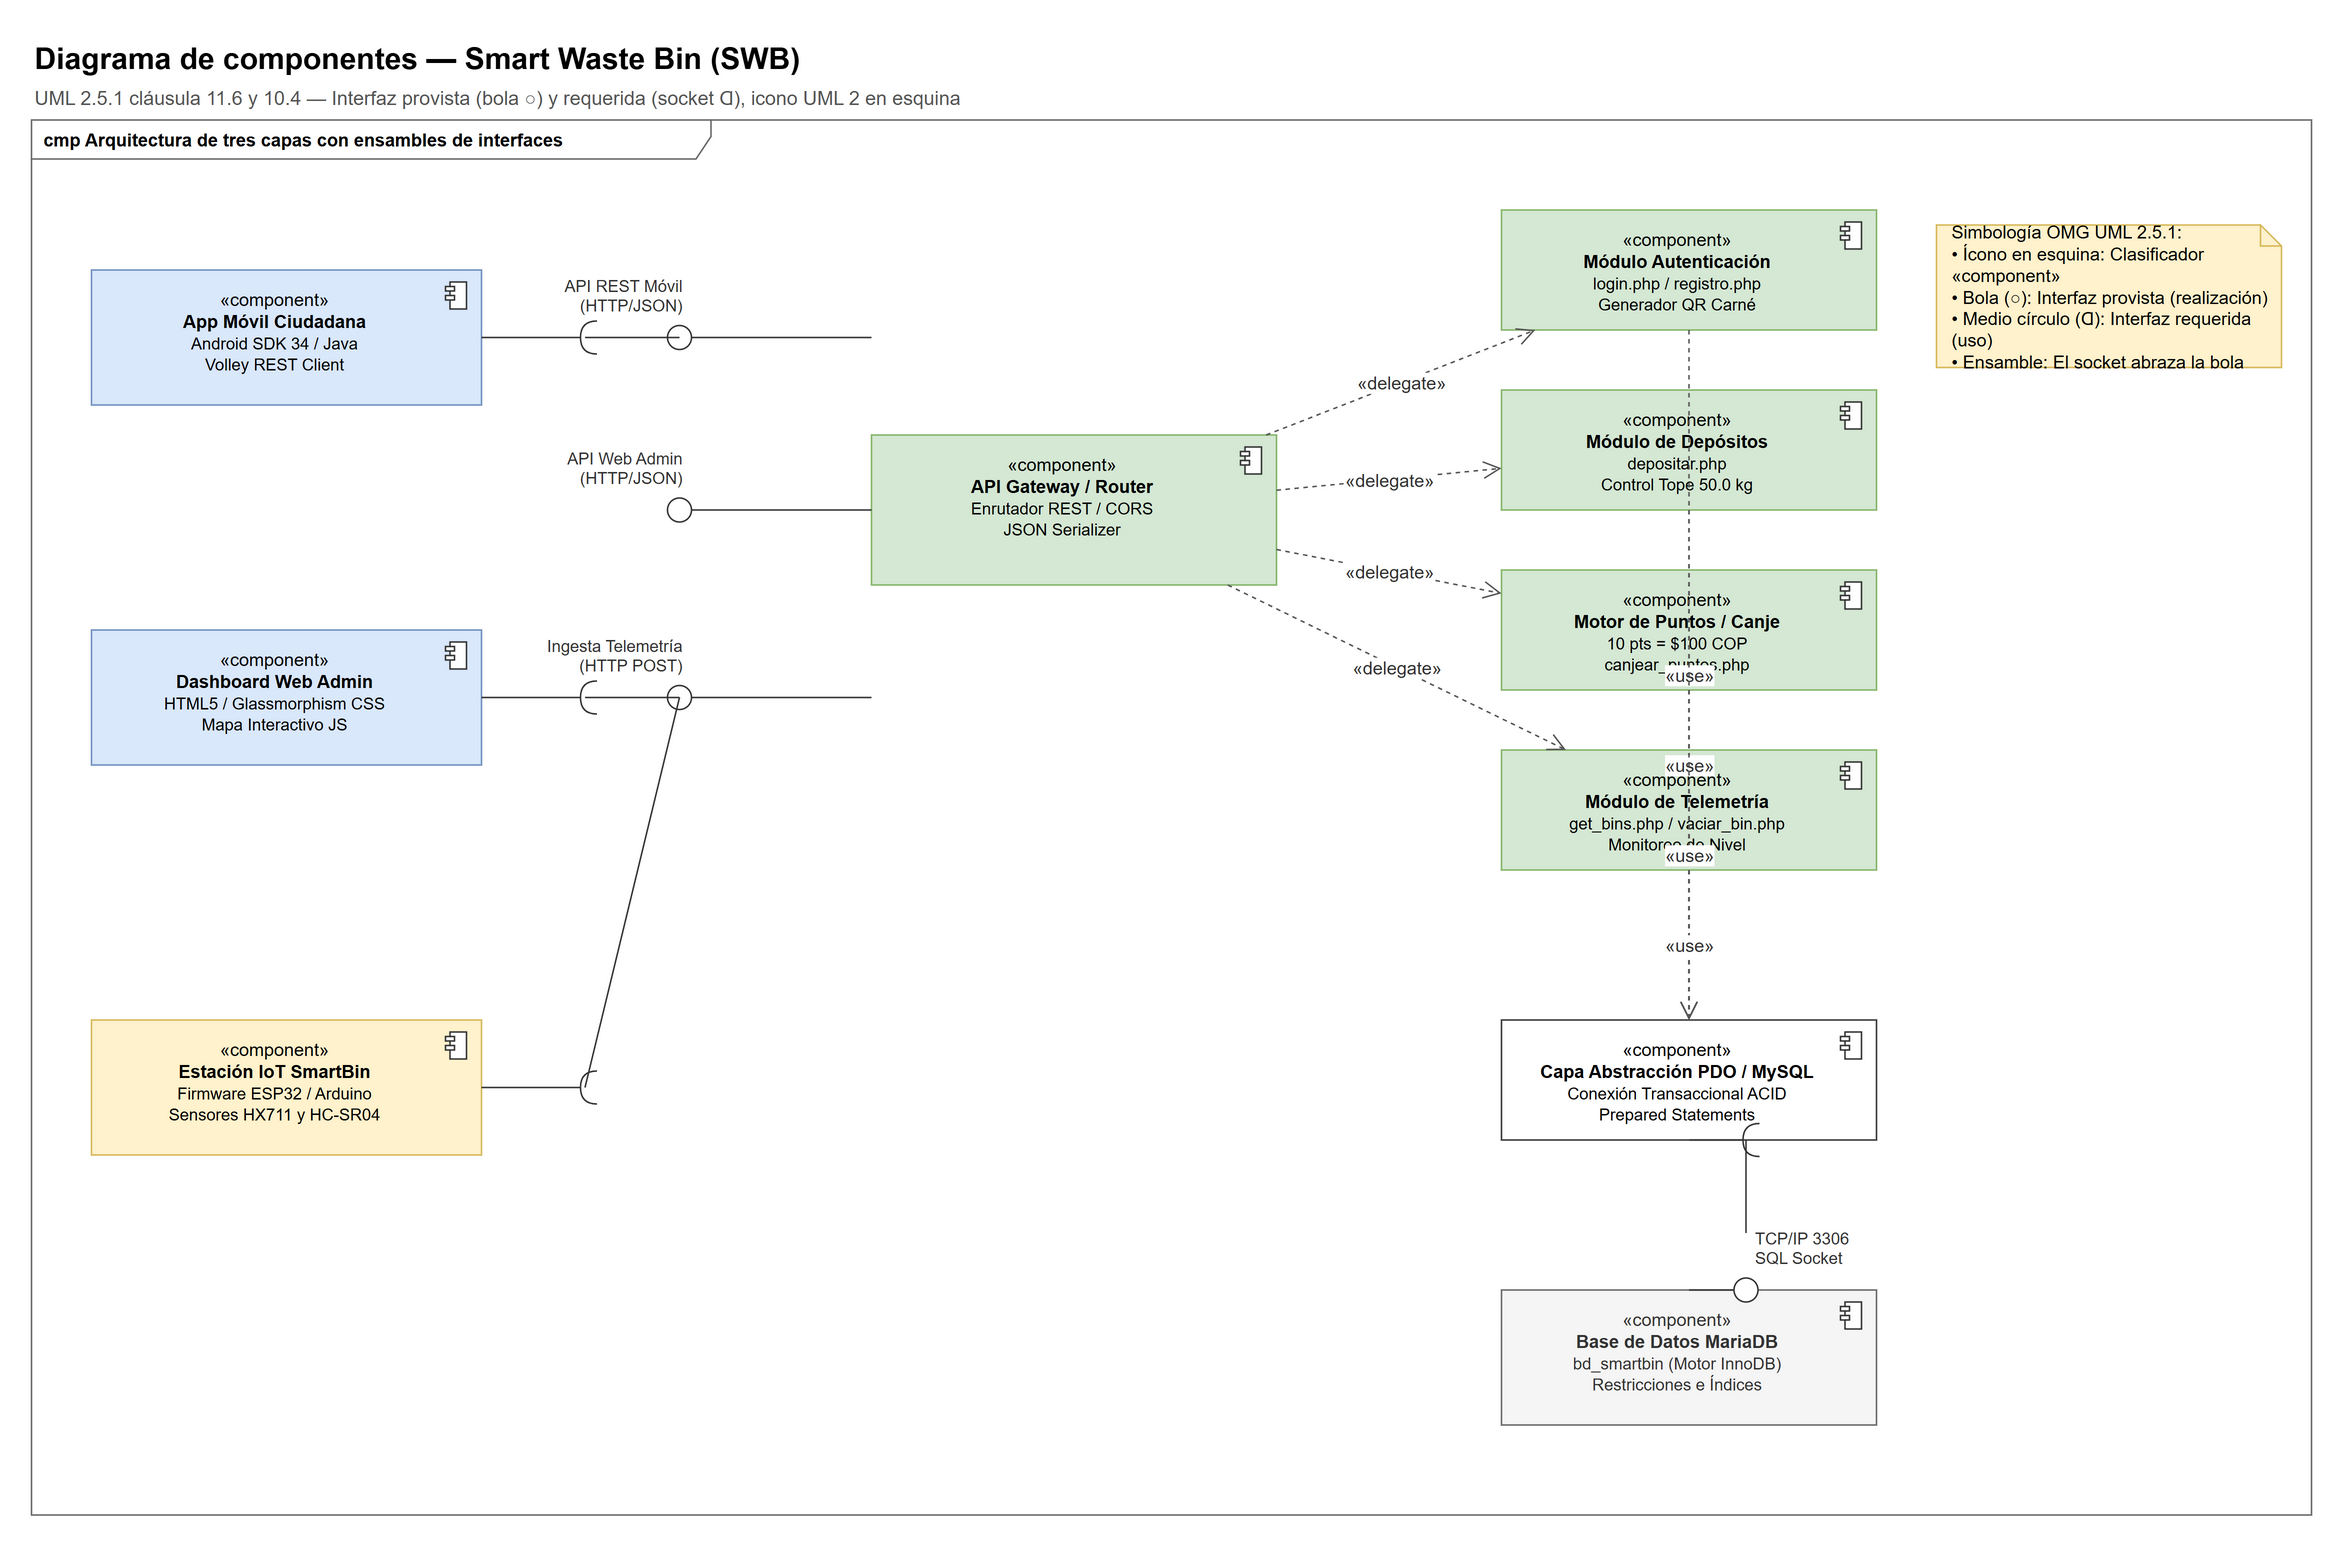 Diagrama de componentes — Smart Waste Bin (SWB)
UML 2.5.1 cláusula 11.6 y 10.4 — Interfaz provista (bola ○) y requerida (socket ᗡ), icono UML 2 en esquina
cmp Arquitectura de tres capas con ensambles de interfaces
«component»
App Móvil Ciudadana
Android SDK 34 / Java
Volley REST Client
API REST Móvil
(HTTP/JSON)
API Web Admin
(HTTP/JSON)
«component»
Dashboard Web Admin
HTML5 / Glassmorphism CSS
Mapa Interactivo JS
Ingesta Telemetría
(HTTP POST)
«component»
Estación IoT SmartBin
Firmware ESP32 / Arduino
Sensores HX711 y HC-SR04
«component»
API Gateway / Router
Enrutador REST / CORS
JSON Serializer
«delegate»
«delegate»
«delegate»
«delegate»
«component»
Módulo Autenticación
login.php / registro.php
Generador QR Carné
«component»
Módulo de Depósitos
depositar.php
Control Tope 50.0 kg
«component»
Motor de Puntos / Canje
10 pts = $100 COP
canjear_puntos.php
«use»
«use»
«component»
Módulo de Telemetría
get_bins.php / vaciar_bin.php
Monitoreo de Nivel
«use»
«use»
«component»
Capa Abstracción PDO / MySQL
Conexión Transaccional ACID
Prepared Statements
TCP/IP 3306
SQL Socket
«component»
Base de Datos MariaDB
bd_smartbin (Motor InnoDB)
Restricciones e Índices
Simbología OMG UML 2.5.1:
• Ícono en esquina: Clasificador
«component»
• Bola (○): Interfaz provista (realización)
• Medio círculo (ᗡ): Interfaz requerida
(uso)
• Ensamble: El socket abraza la bola